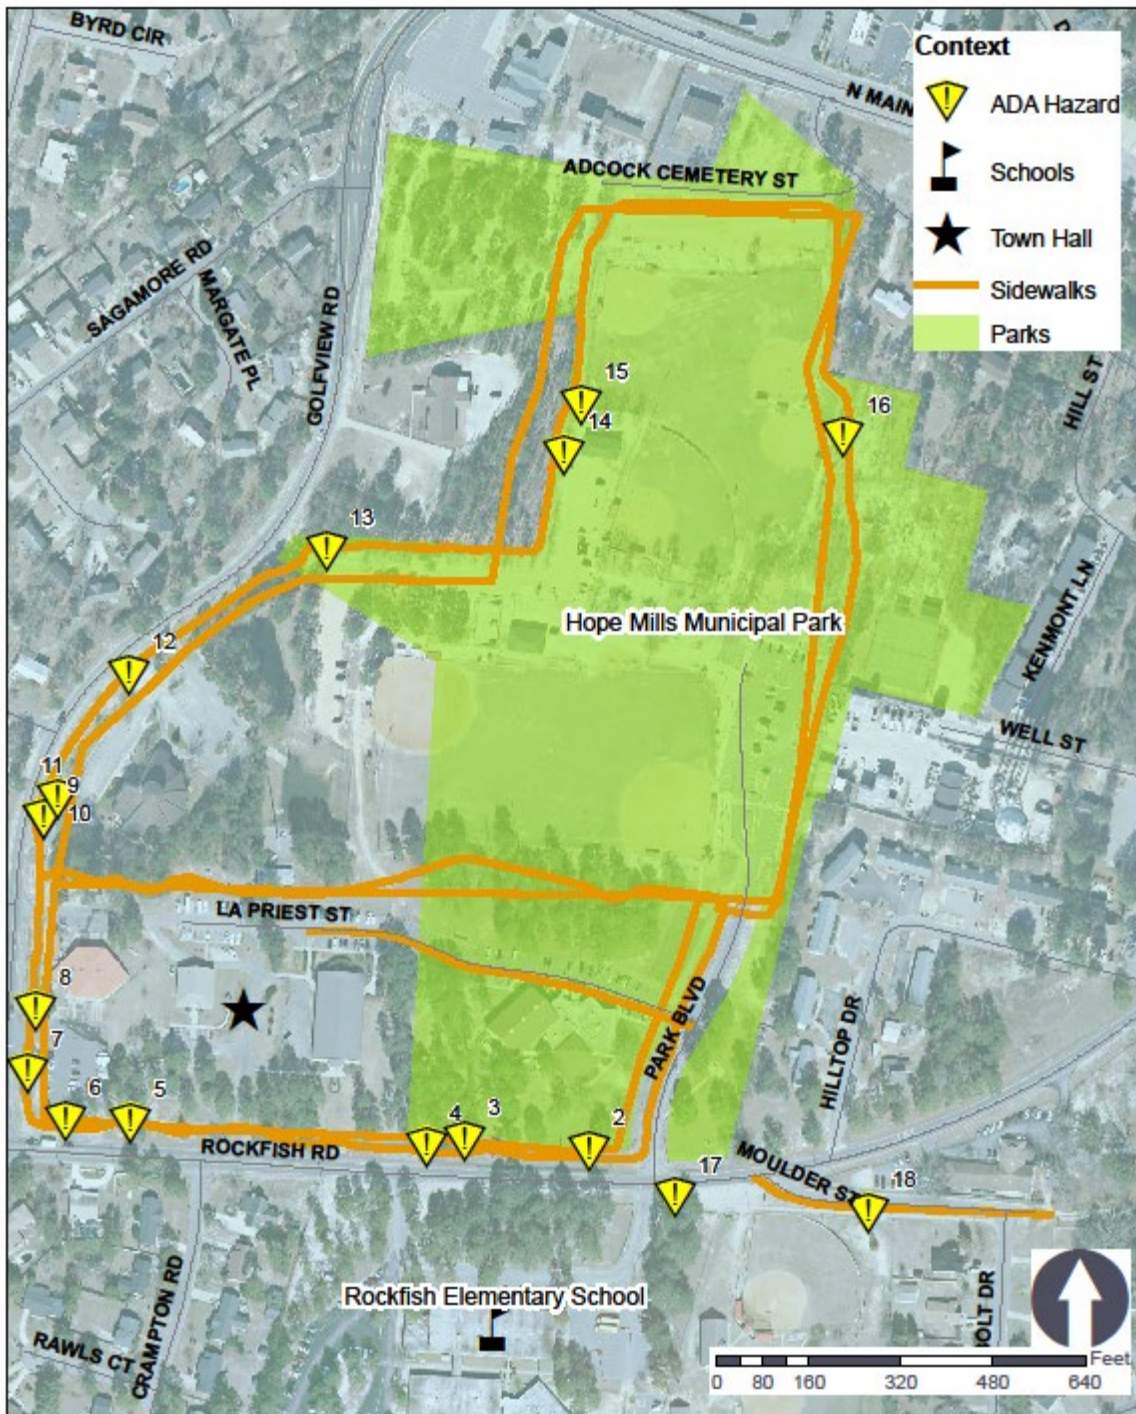 BYRD CIR
N MAIN
Context
ADA Hazard
Schools
Town Hall
Sidewalks
Parks
ADCOCK CEMETERY ST
SAGAMORE RD
MARGATE PL
GOLFVIEW RD
HILL ST
15
14
16
13
Hope Mills Municipal Park
KENMONT LN
12
WELL ST
11
9
10
LA PRIEST ST
8
7
PARK BLVD
HILLTOP DR
6
5
4
3
2
ROCKFISH RD
17
MOULDER ST
18
CRAMPTON RD
RAWLS CT
Rockfish Elementary School
OLT DR
Feet
0 80 160 320 480 640